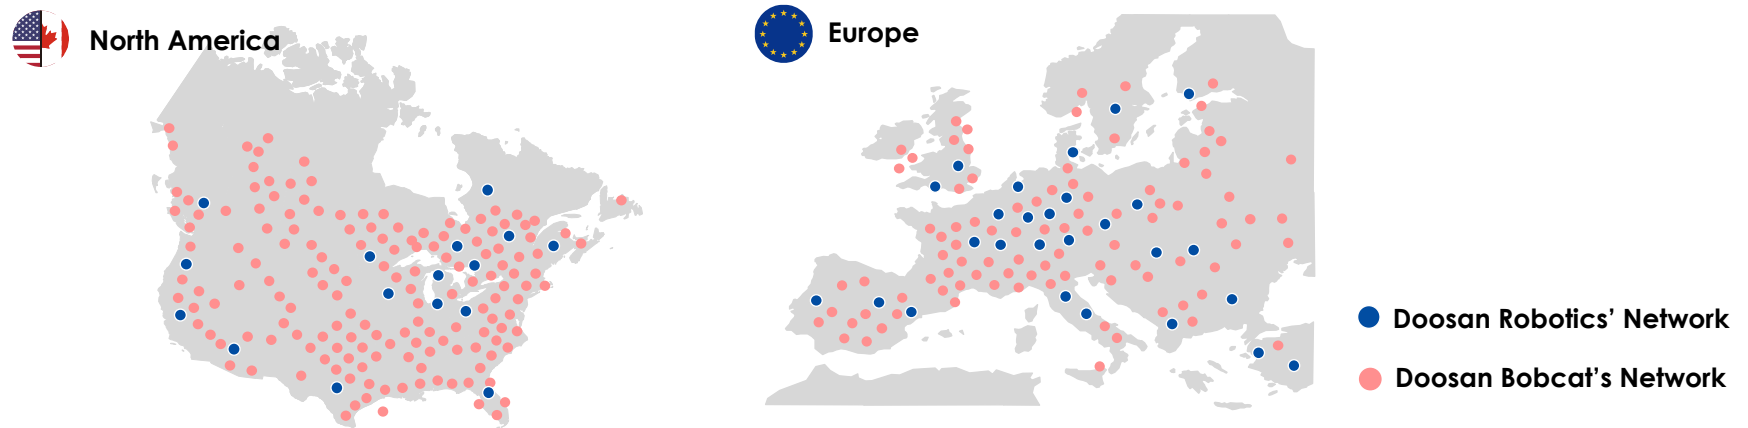 North America
Europe
Doosan Robotics’ Network
Doosan Bobcat’s Network